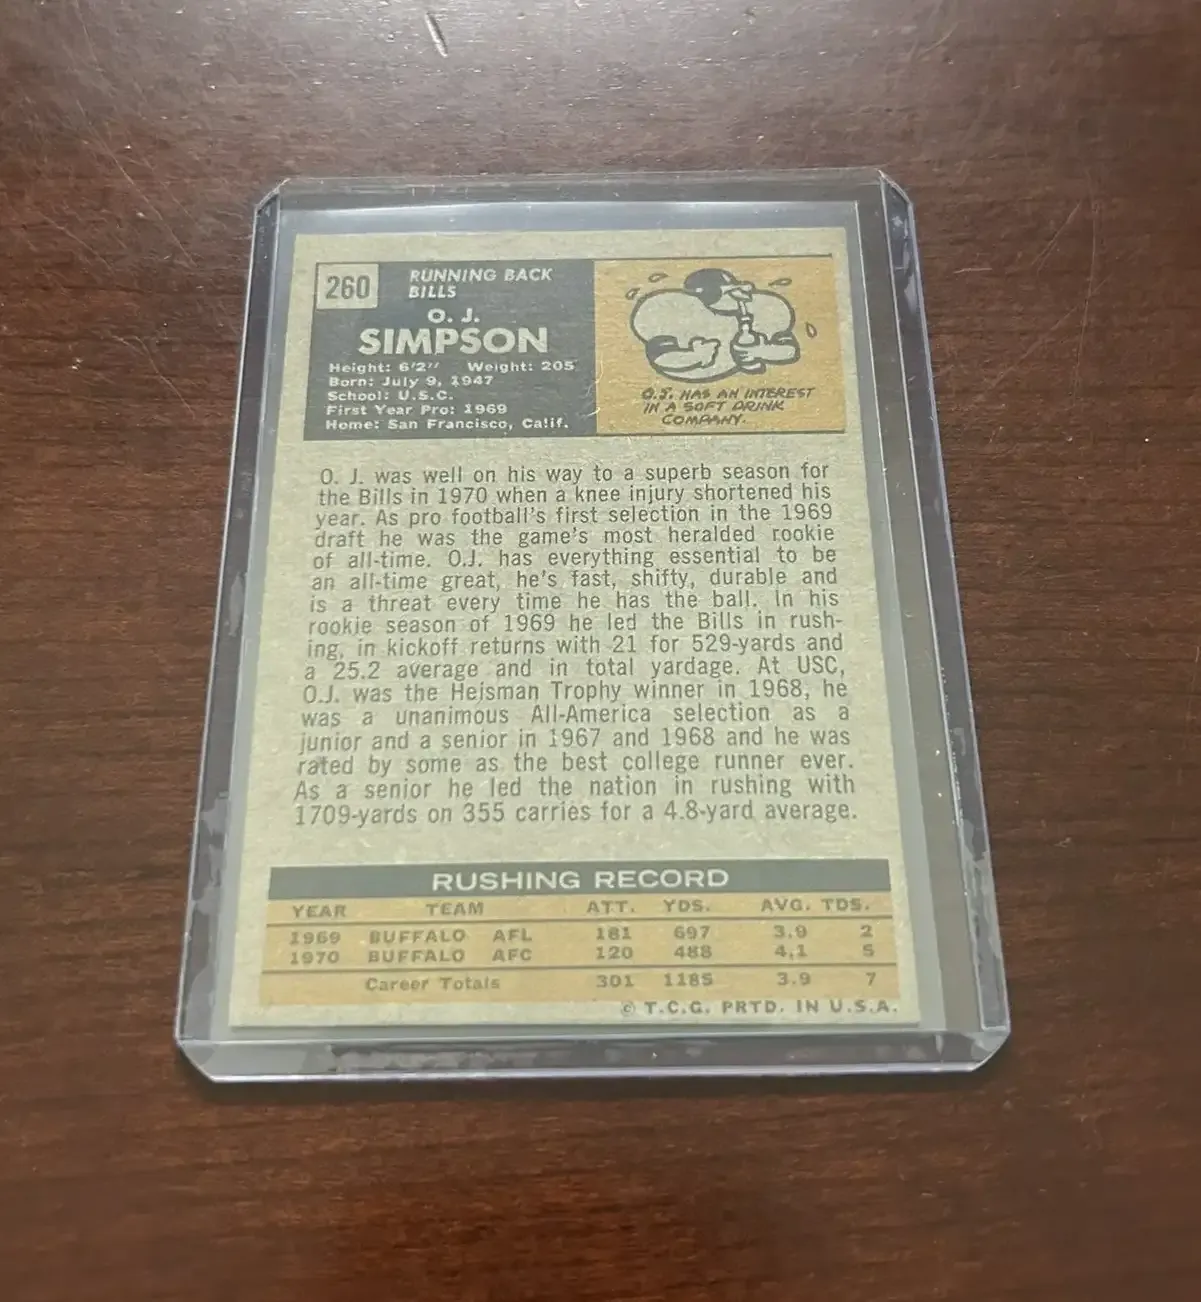 260
RUNNING BACK
BILLS
O. J.
SIMPSON
Height: 6'2" Weight: 205
Born: July 9, 1947
School: U.S.C.
First Year Pro: 1969
Home: San Francisco, Calif.
O.J. HAS AN INTEREST
IN A SOFT DRINK
COMPANY.
O. J. was well on his way to a superb season for
the Bills in 1970 when a knee injury shortened his
year. As pro football's first selection in the 1969
draft he was the game's most heralded rookie
of all-time. O.J. has everything essential to be
an all-time great, he's fast, shifty, durable and
is a threat every time he has the ball. In his
rookie season of 1969 he led the Bills in rush-
ing, in kickoff returns with 21 for 529-yards and
a 25.2 average and in total yardage. At USC,
O.J. was the Heisman Trophy winner in 1968, he
was a unanimous All-America selection as a
junior and a senior in 1967 and 1968 and he was
rated by some as the best college runner ever.
As a senior he led the nation in rushing with
1709-yards on 355 carries for a 4.8-yard average.
RUSHING RECORD
YEAR TEAM ATT. YDS. AVG. TDS.
1969 BUFFALO AFL 181 697 3.9 2
1970 BUFFALO AFC 120 488 4.1 5
Career Totals 301 1185 3.9 7
© T.C.G. PRTD. IN U.S.A.